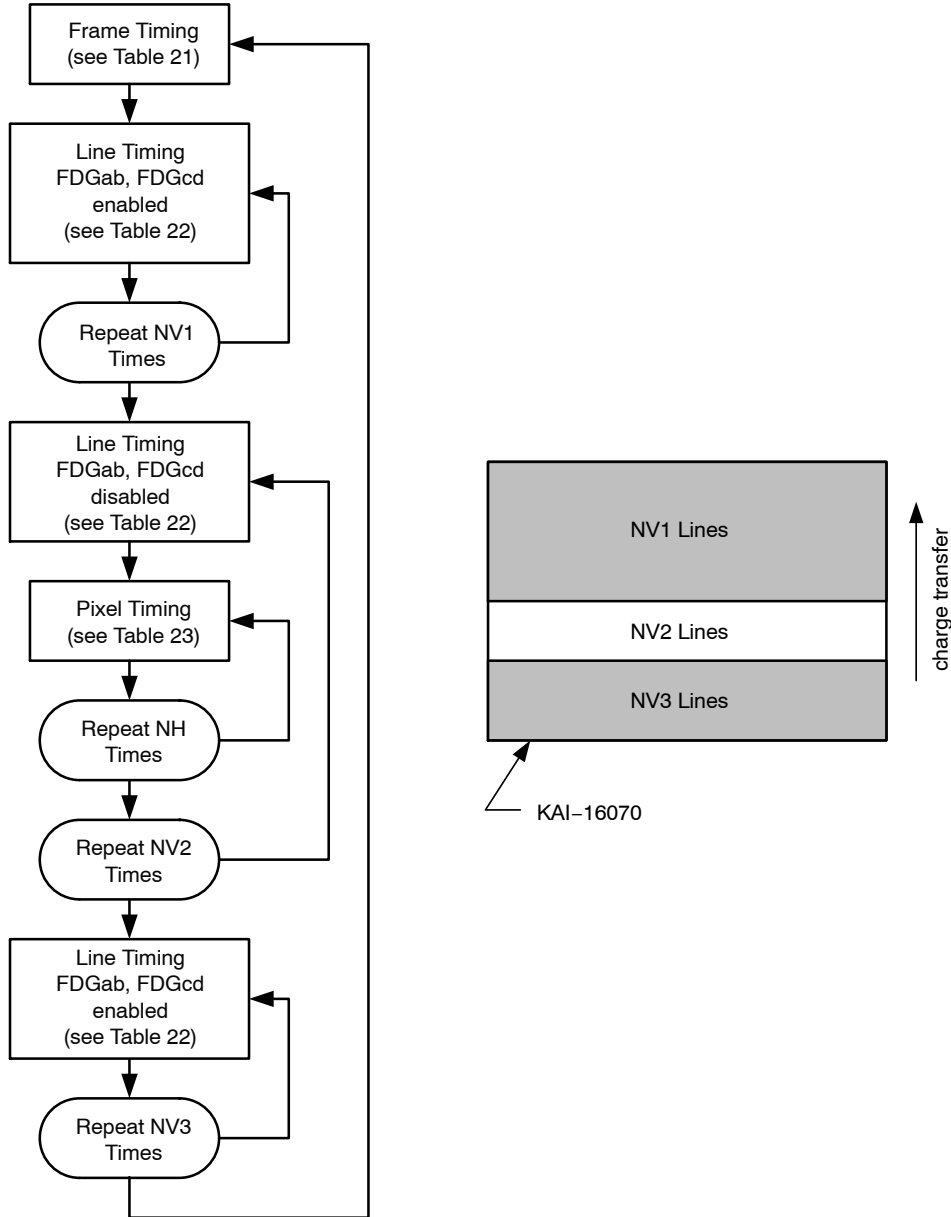 Frame Timing
(see Table 21)
Line Timing
FDGab, FDGcd
enabled
(see Table 22)
Repeat NV1
Times
Line Timing
FDGab, FDGcd
disabled
(see Table 22)
Pixel Timing
(see Table 23)
Repeat NH
Times
Repeat NV2
Times
Line Timing
FDGab, FDGcd
enabled
(see Table 22)
Repeat NV3
Times
NV1 Lines
NV2 Lines
NV3 Lines
charge transfer
KAI−16070